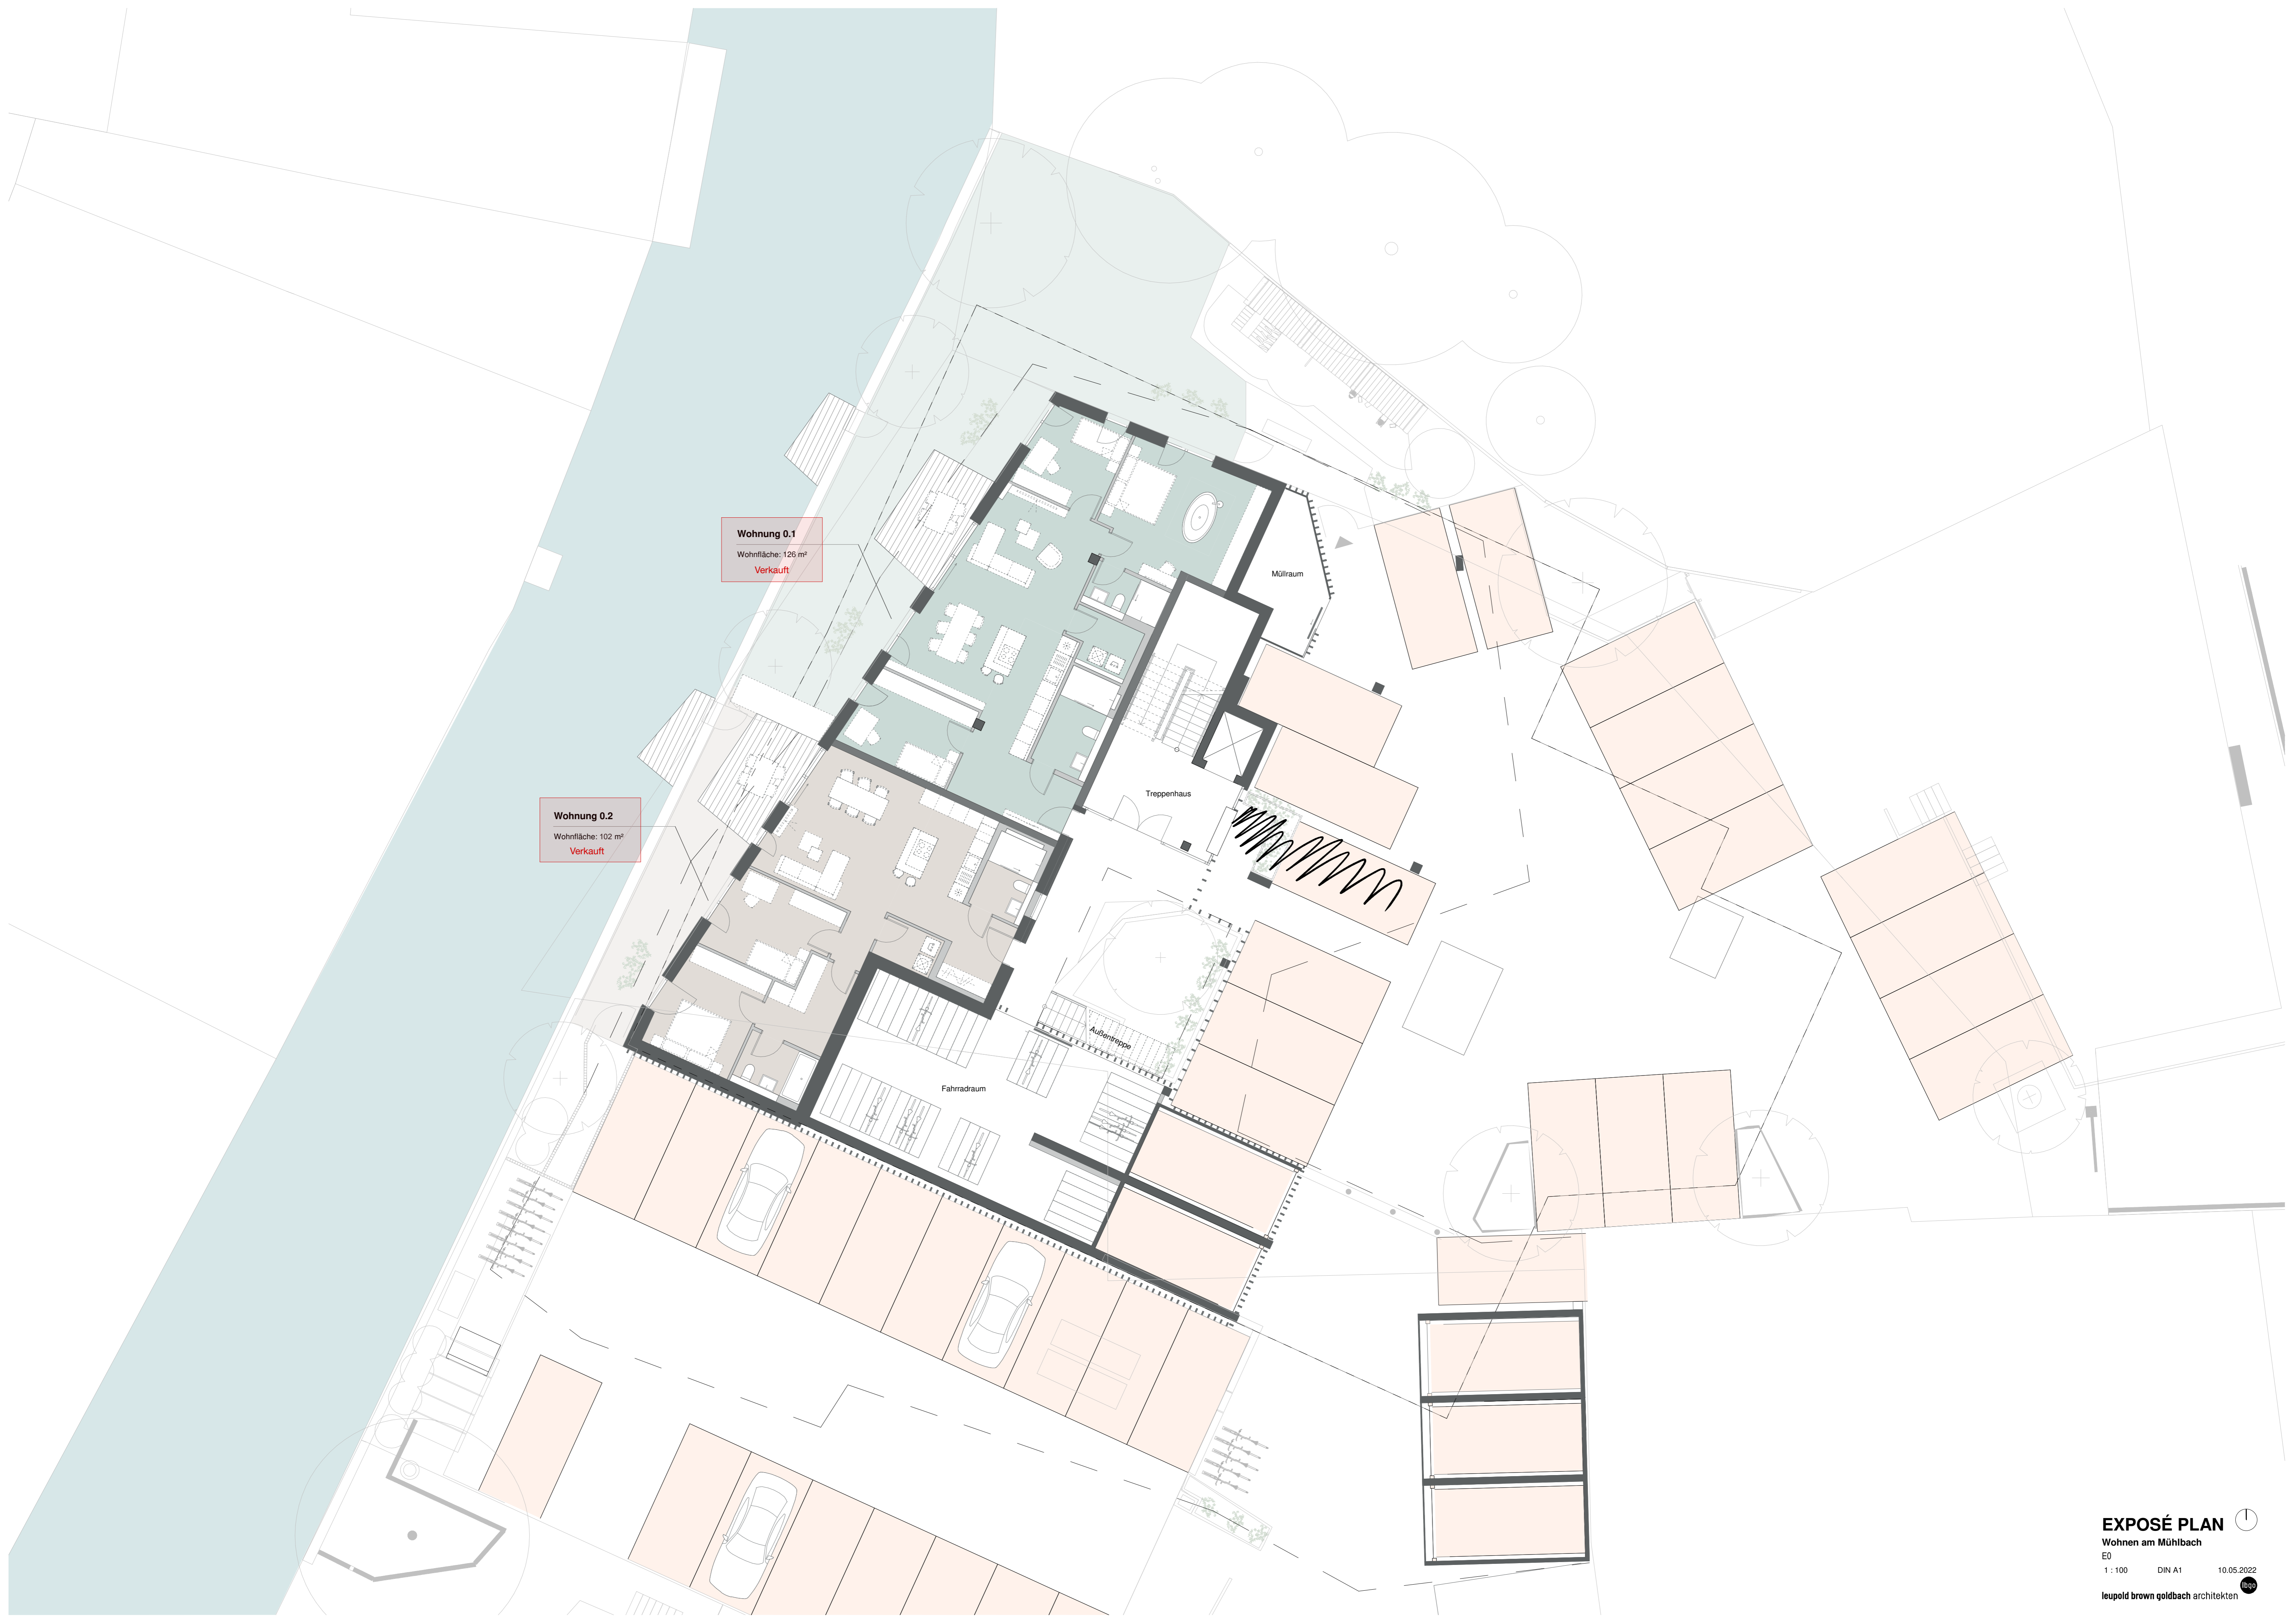 Wohnung 0.1
Wohnfläche: 126 m²
Verkauft
Müllraum
Treppenhaus
Wohnung 0.2
Wohnfläche: 102 m²
Verkauft
Außentreppe
Fahrradraum
EXPOSÉ PLAN
Wohnen am Mühlbach
E0
1 : 100 DIN A1 10.05.2022
lbgo
leupold brown goldbach architekten